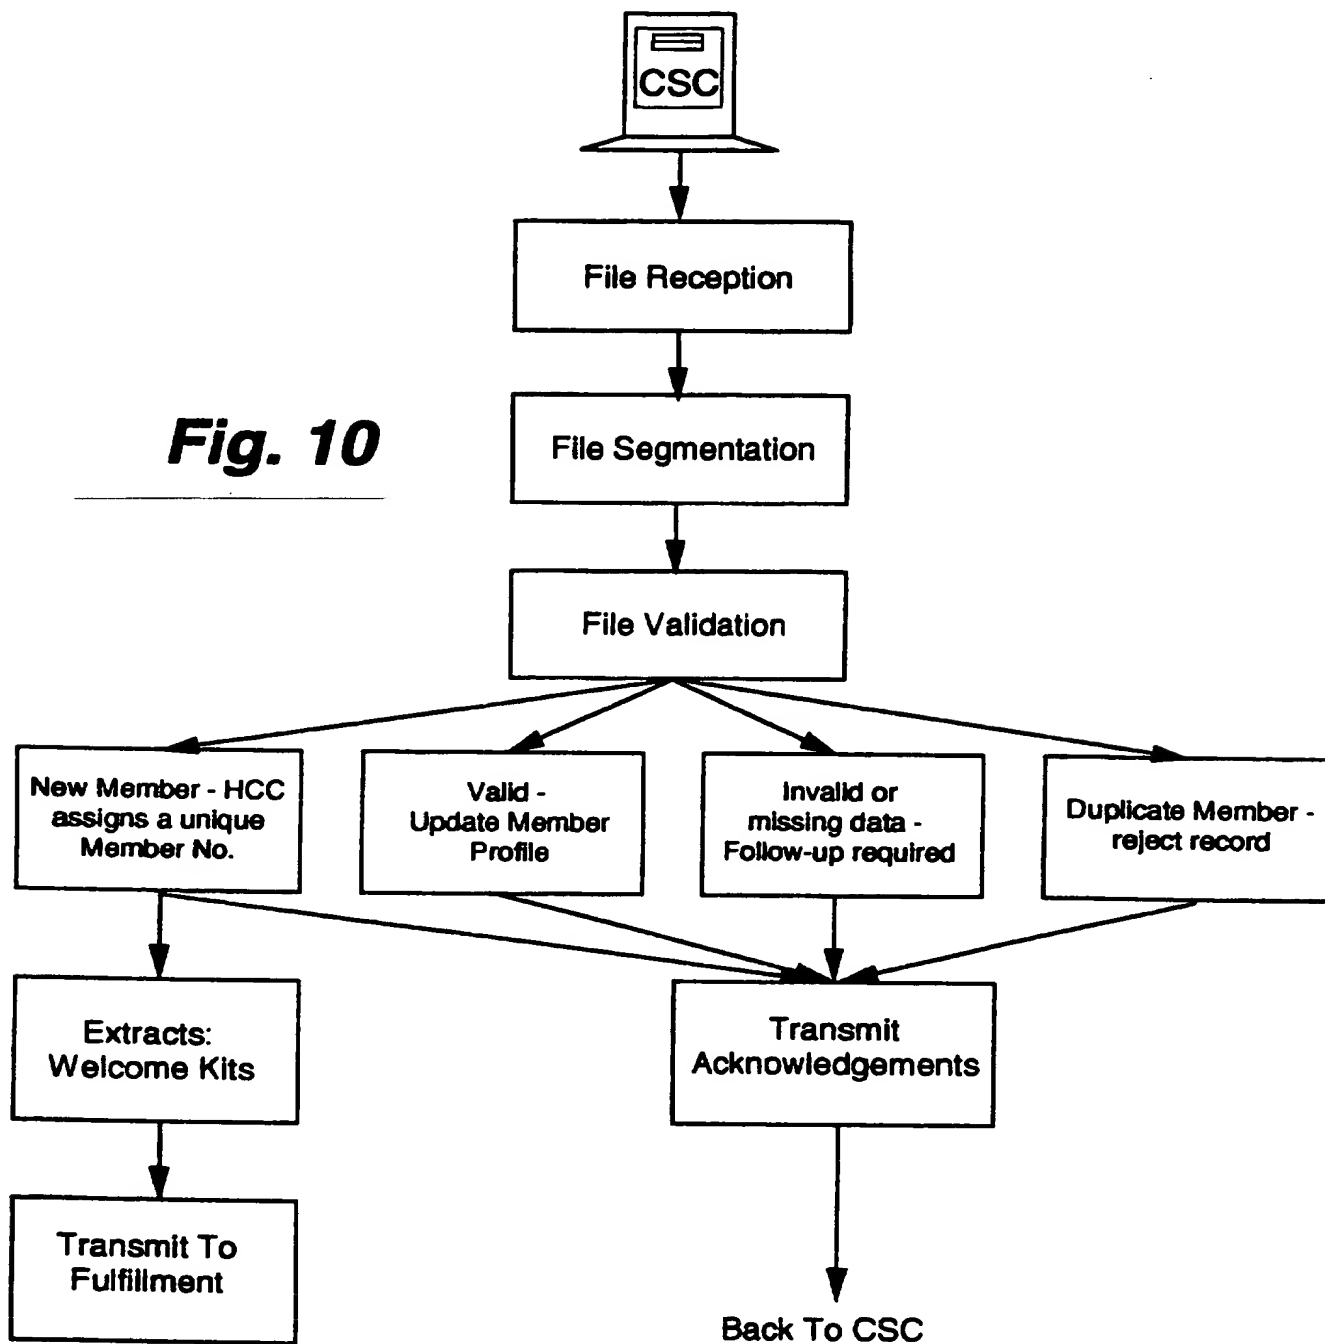 CSC
File Reception
Fig. 10
File Segmentation
File Validation
New Member - HCC
assigns a unique
Member No.
Valid -
Update Member
Profile
Invalid or
missing data -
Follow-up required
Duplicate Member -
reject record
Extracts:
Welcome Kits
Transmit
Acknowledgements
Transmit To
Fulfillment
Back To CSC